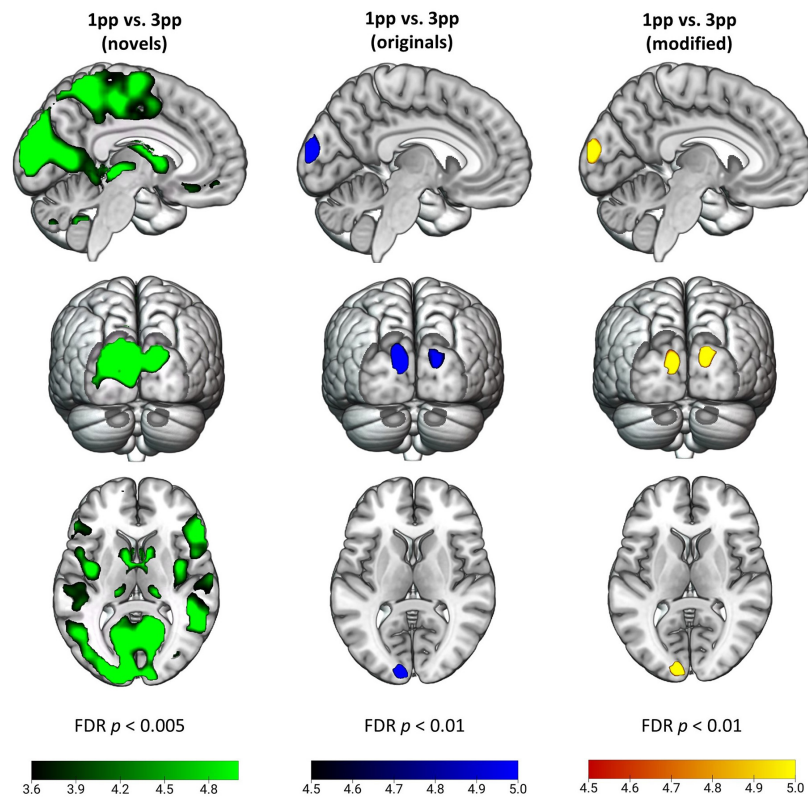 1pp vs. 3pp
(novels)
1pp vs. 3pp
(originals)
1pp vs. 3pp
(modified)
FDR p < 0.005
FDR p < 0.01
FDR p < 0.01
3.6 3.9 4.2 4.5 4.8
4.5 4.6 4.7 4.8 4.9 5.0
4.5 4.6 4.7 4.8 4.9 5.0